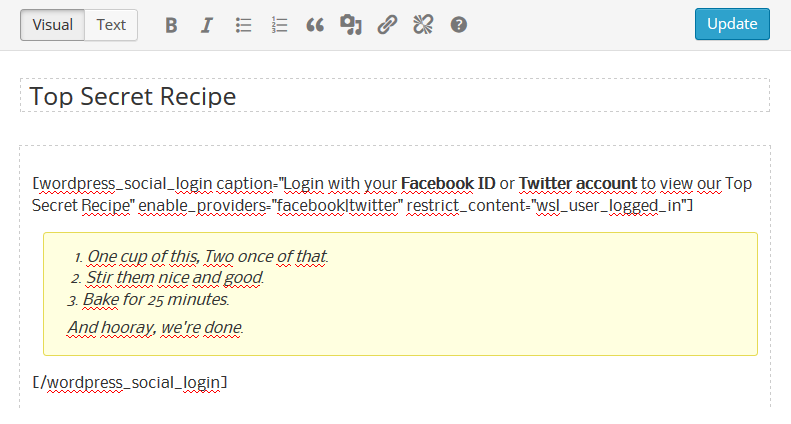 Visual Text B I Update
Top Secret Recipe
[wordpress_social_login caption="Login with your Facebook ID or Twitter account to view our Top
Secret Recipe" enable_providers="facebook|twitter" restrict_content="wsl_user_logged_in"]
1. One cup of this, Two once of that.
2. Stir them nice and good.
3. Bake for 25 minutes.
And hooray, we're done.
[/wordpress_social_login]